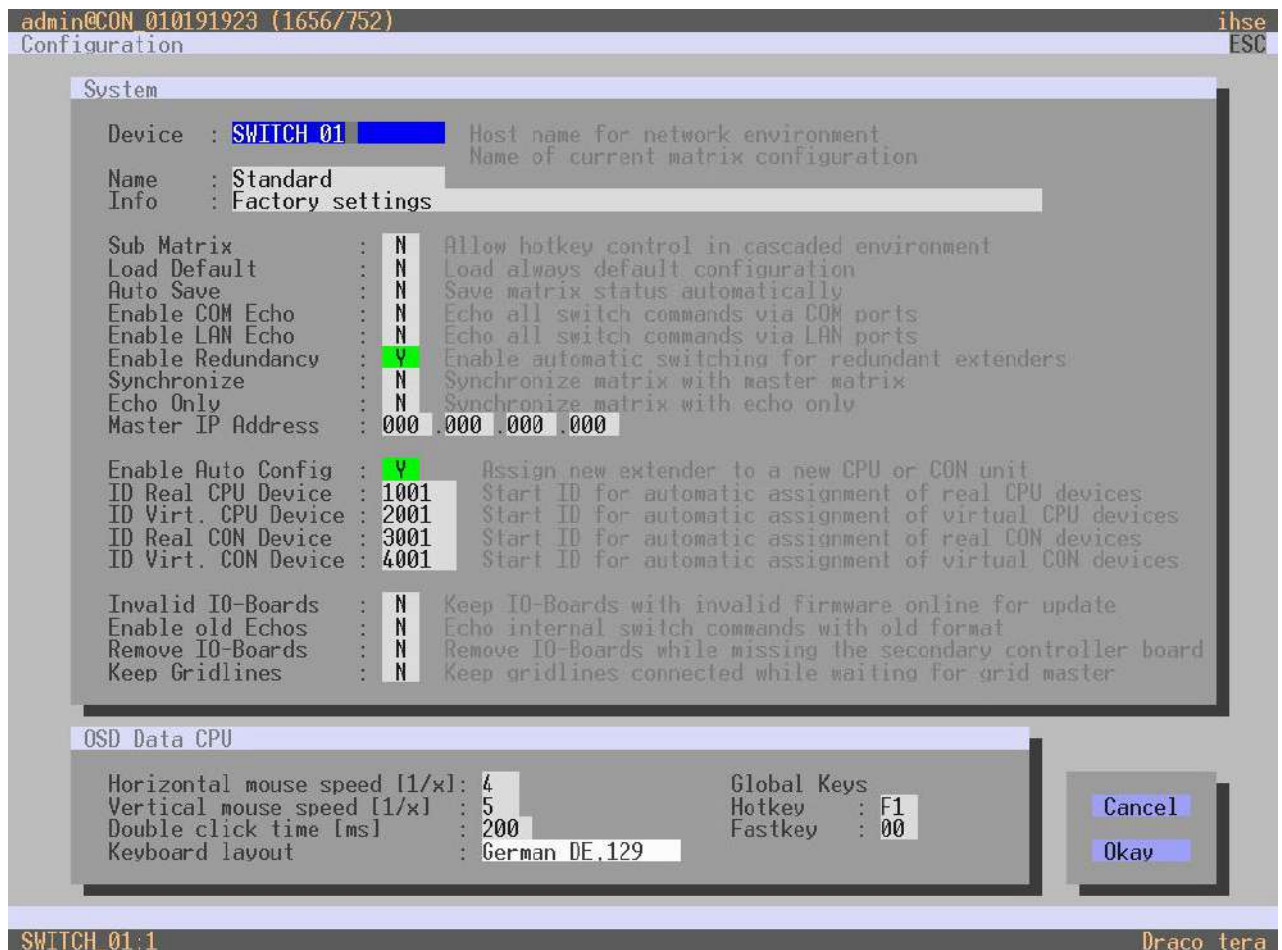 admin@CON_010191923 (1656/752) ihse
Configuration ESC
System
Device : SWITCH_01 Host name for network environment
Name of current matrix configuration
Name : Standard
Info : Factory settings
Sub Matrix : N Allow hotkey control in cascaded environment
Load Default : N Load always default configuration
Auto Save : N Save matrix status automatically
Enable COM Echo : N Echo all switch commands via COM ports
Enable LAN Echo : N Echo all switch commands via LAN ports
Enable Redundancy : Y Enable automatic switching for redundant extenders
Synchronize : N Synchronize matrix with master matrix
Echo Only : N Synchronize matrix with echo only
Master IP Address : 000 .000 .000 .000
Enable Auto Config : Y Assign new extender to a new CPU or CON unit
ID Real CPU Device : 1001 Start ID for automatic assignment of real CPU devices
ID Virt. CPU Device : 2001 Start ID for automatic assignment of virtual CPU devices
ID Real CON Device : 3001 Start ID for automatic assignment of real CON devices
ID Virt. CON Device : 4001 Start ID for automatic assignment of virtual CON devices
Invalid IO-Boards : N Keep IO-Boards with invalid firmware online for update
Enable old Echos : N Echo internal switch commands with old format
Remove IO-Boards : N Remove IO-Boards while missing the secondary controller board
Keep Gridlines : N Keep gridlines connected while waiting for grid master
OSD Data CPU
Horizontal mouse speed [1/x]: 4 Global Keys
Vertical mouse speed [1/x] : 5 Hotkey : F1
Double click time [ms] : 200 Fastkey : 00
Keyboard layout : German DE,129
Cancel
Okay
SWITCH_01:1 Draco tera